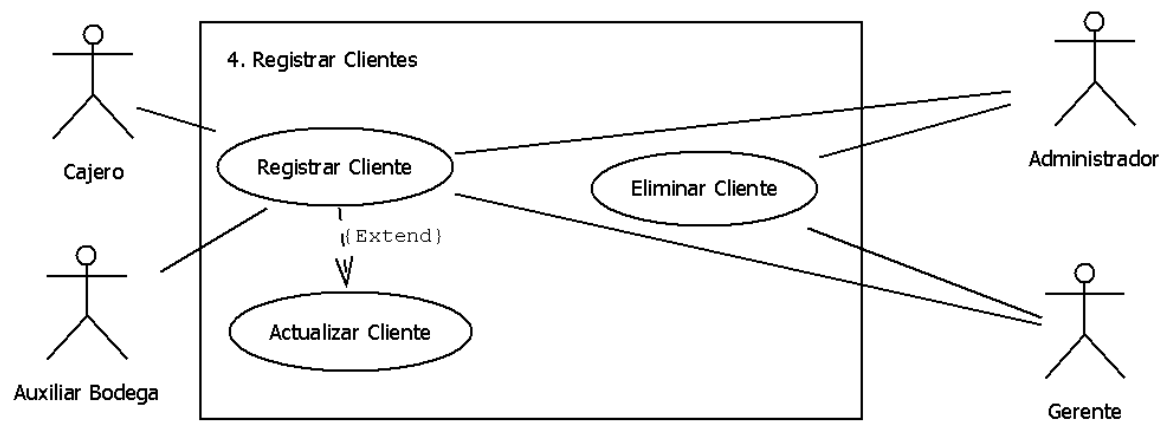 4. Registrar Clientes
Cajero
Registrar Cliente
Eliminar Cliente
Administrador
{Extend}
Actualizar Cliente
Auxiliar Bodega
Gerente